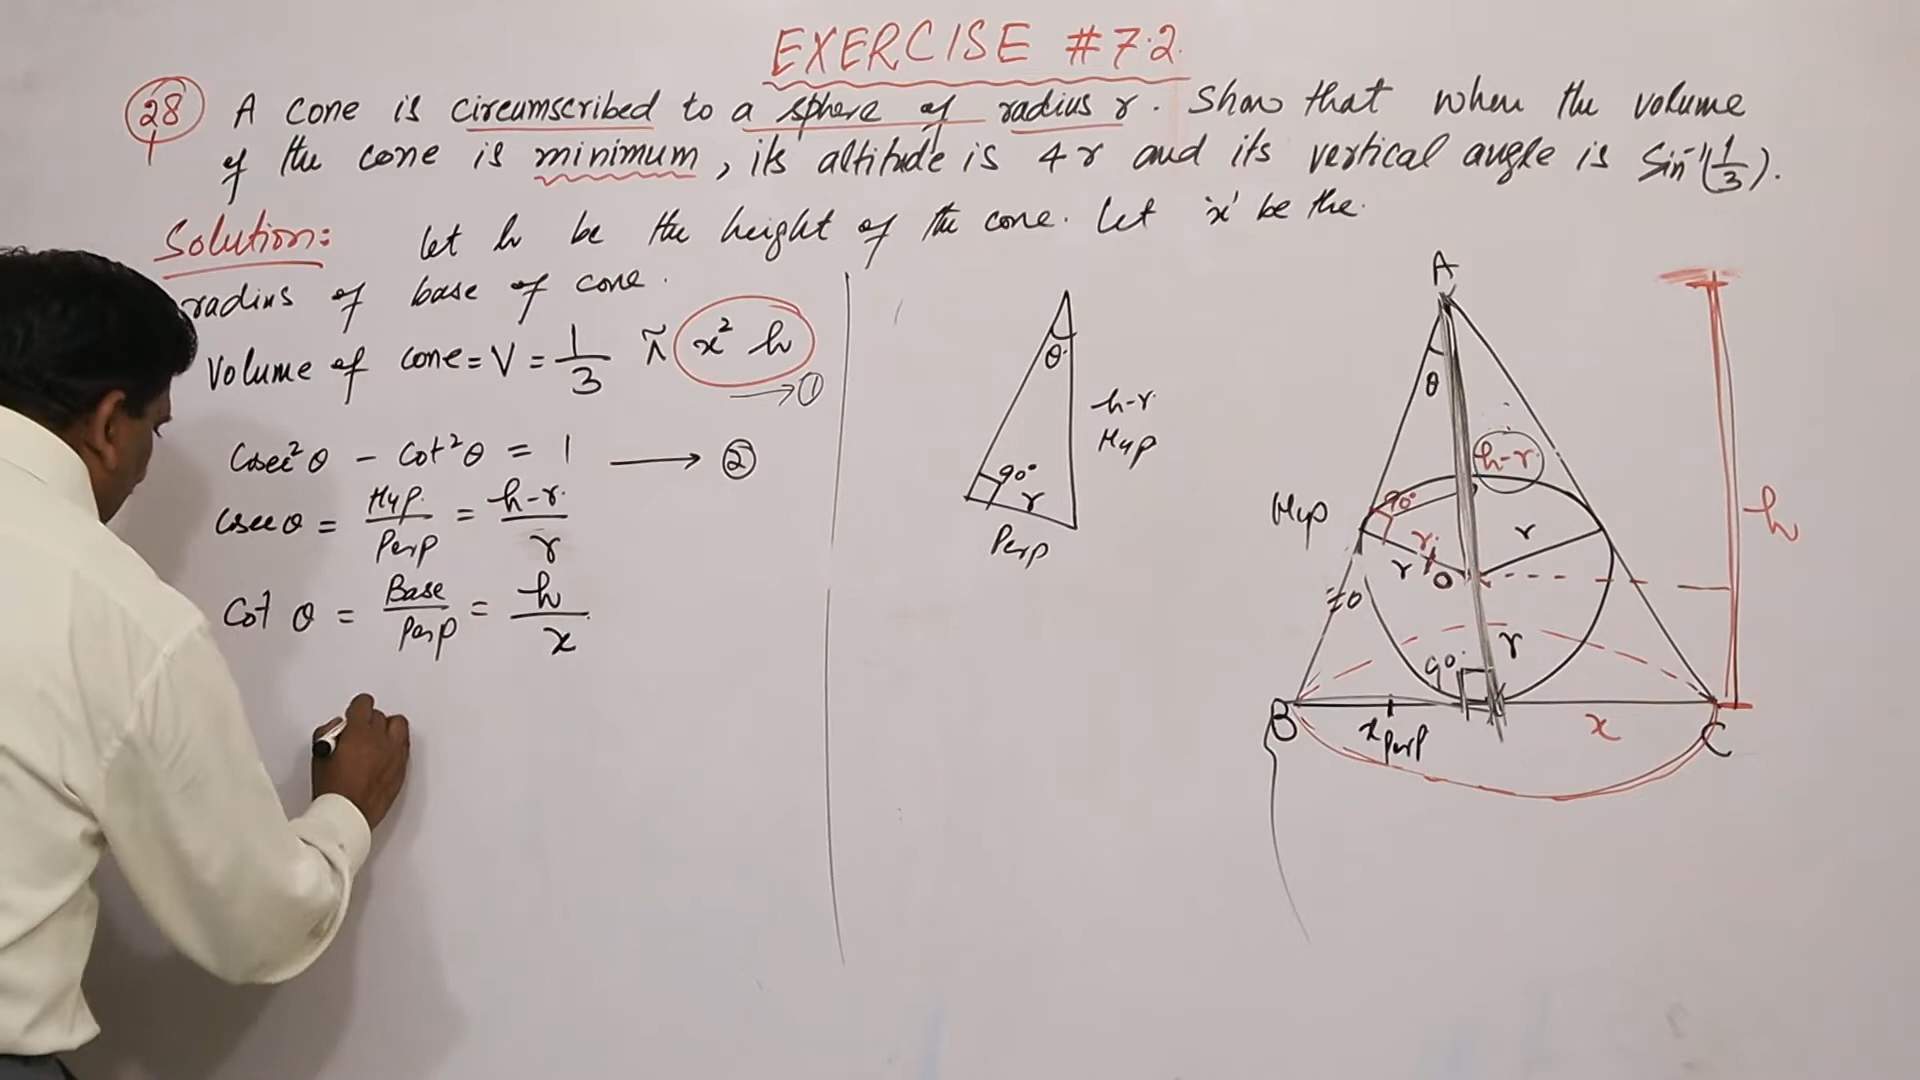 EXERCISE #7.2
28 A cone is circumscribed to a sphere of radius r. Show that when the volume
of the cone is minimum, its altitude is 4r and its vertical angle is Sin⁻¹(1/3).
Solution: let h be the height of the cone. Let 'x' be the
radius of base of cone.
Volume of cone = V = 1/3 π x² h → ①
Cosec²θ - Cot²θ = 1 → ②
Cosecθ = Hyp/Perp = h-r/r
Cot θ = Base/Perp = h/x
θ
h-r
Hyp
90°
r
Perp
A
θ
h-r
Hyp
90°
r
r
r
O
h
r
90°
B
x
Perp
x
C